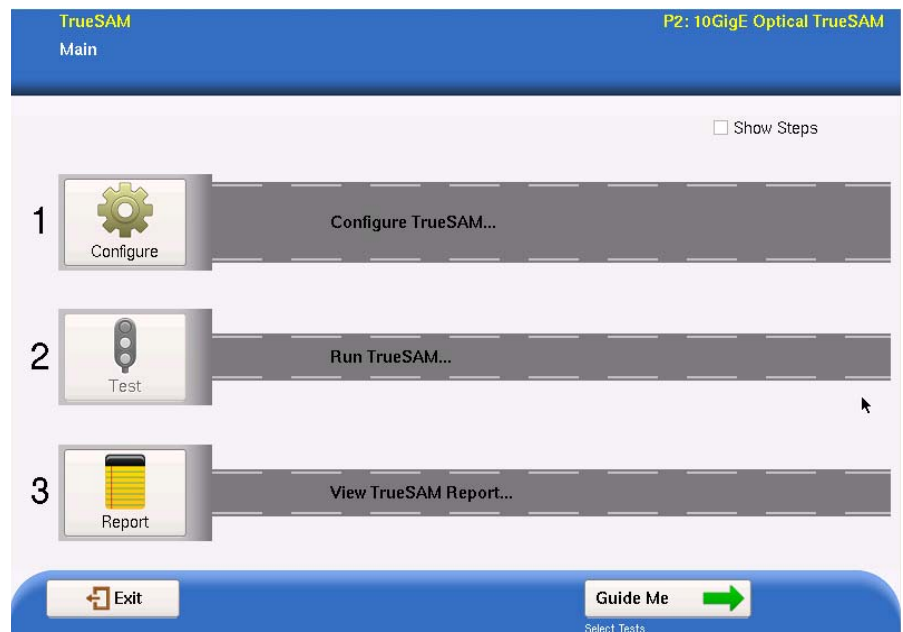 TrueSAM
P2: 10GigE Optical TrueSAM
Main
Show Steps
1
Configure
Configure TrueSAM...
2
Test
Run TrueSAM...
3
Report
View TrueSAM Report...
Exit
Guide Me
Select Tests